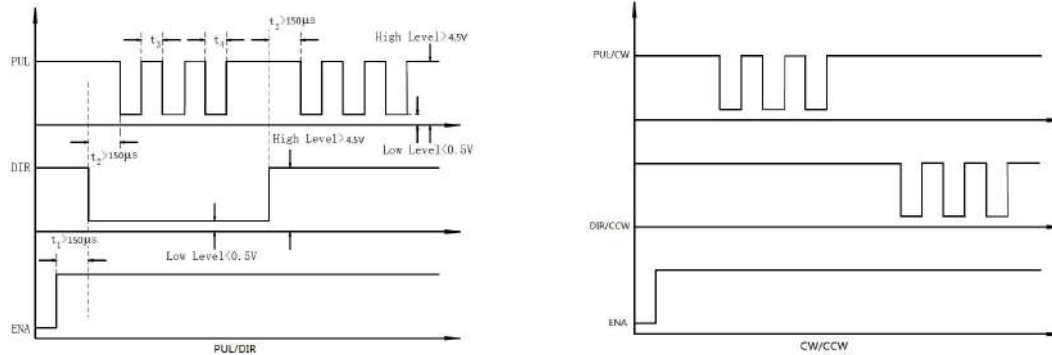 t₂>150μs
t₃
t₄
High Level>4.5V
PUL
PUL/CW
High Level>4.5V
t₂>150μs
Low Level<0.5V
DIR
DIR/CCW
t₁>150μs
Low Level<0.5V
ENA
ENA
PUL/DIR
CW/CCW